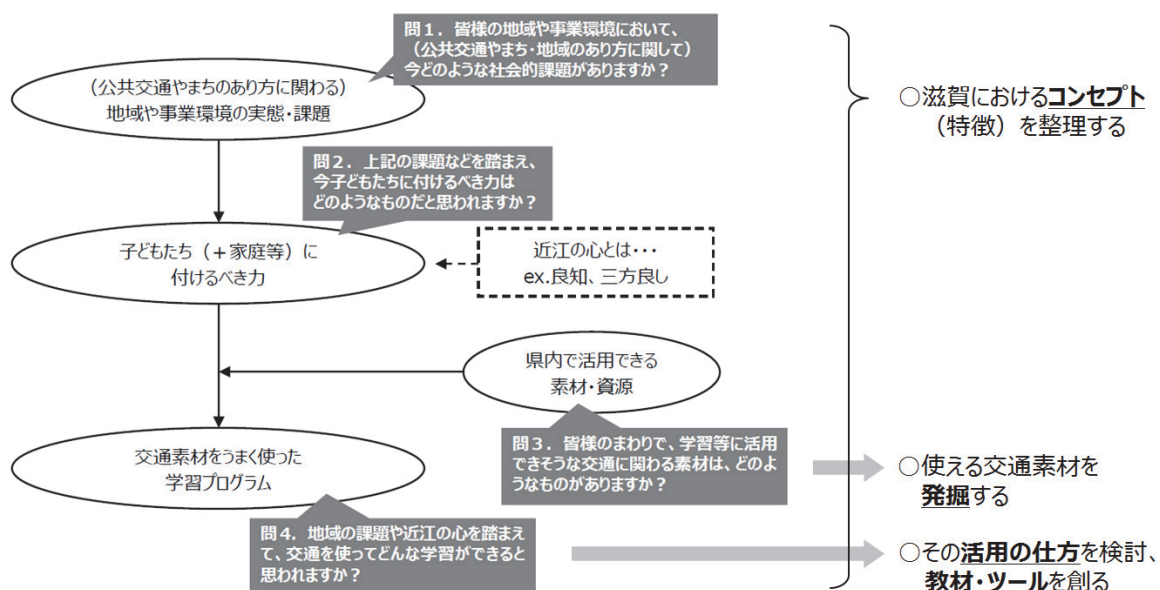 問1.皆様の地域や事業環境において、
(公共交通やまち・地域のあり方に関して)
今どのような社会的課題がありますか?
(公共交通やまちのあり方に関わる)
地域や事業環境の実態・課題
○滋賀におけるコンセプト
(特徴)を整理する
問2.上記の課題などを踏まえ、
今子どもたちに付けるべき力は
どのようなものだと思われますか?
子どもたち(+家庭等)に
付けるべき力
近江の心とは・・・
ex.良知、三方良し
県内で活用できる
素材・資源
問3.皆様のまわりで、学習等に活用
できそうな交通に関わる素材は、どのよ
うなものがありますか?
交通素材をうまく使った
学習プログラム
○使える交通素材を
発掘する
問4.地域の課題や近江の心を踏まえ
て、交通を使ってどんな学習ができると
思われますか?
○その活用の仕方を検討、
教材・ツールを創る